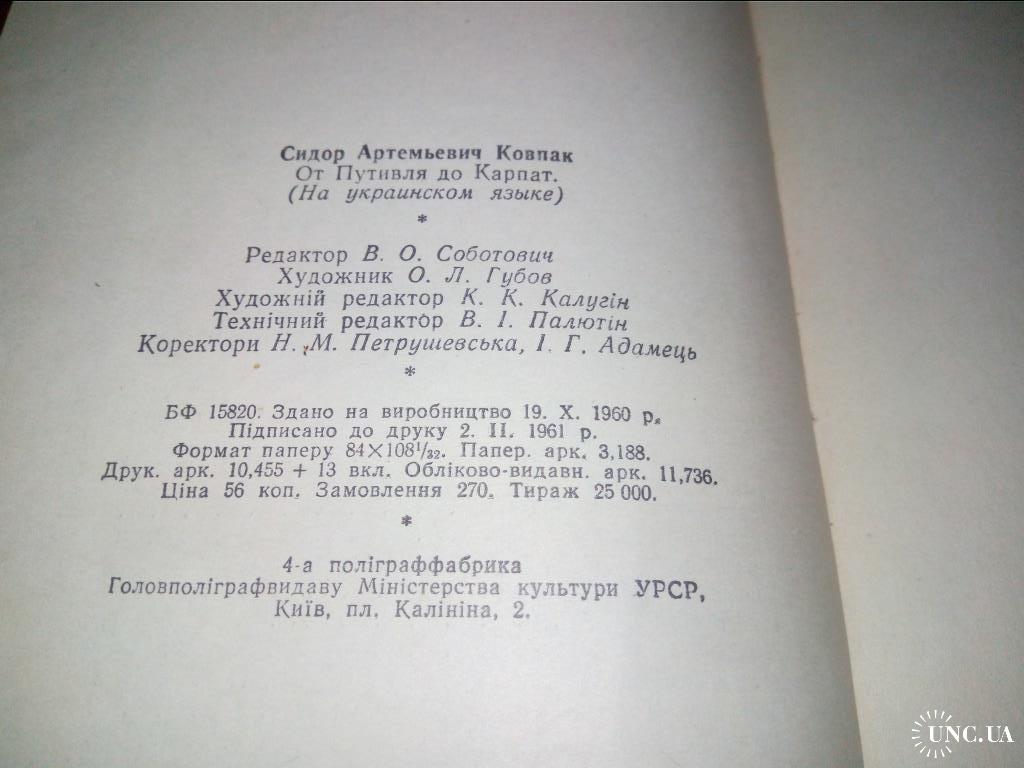 Сидор Артемьевич Ковпак
От Путивля до Карпат.
(На украинском языке)
*
Редактор В. О. Соботович
Художник О. Л. Губов
Художній редактор К. К. Калугін
Технічний редактор В. І. Палютін
Коректори Н. М. Петрушевська, І. Г. Адамець
*
БФ 15820. Здано на виробництво 19. X. 1960 р.
Підписано до друку 2. II. 1961 р.
Формат паперу 84×108¹/₃₂. Папер. арк. 3,188.
Друк. арк. 10,455 + 13 вкл. Обліково-видавн. арк. 11,736.
Ціна 56 коп. Замовлення 270. Тираж 25 000.
*
4-а поліграффабрика
Головполіграфвидаву Міністерства культури УРСР,
Київ, пл. Калініна, 2.
UNC.UA